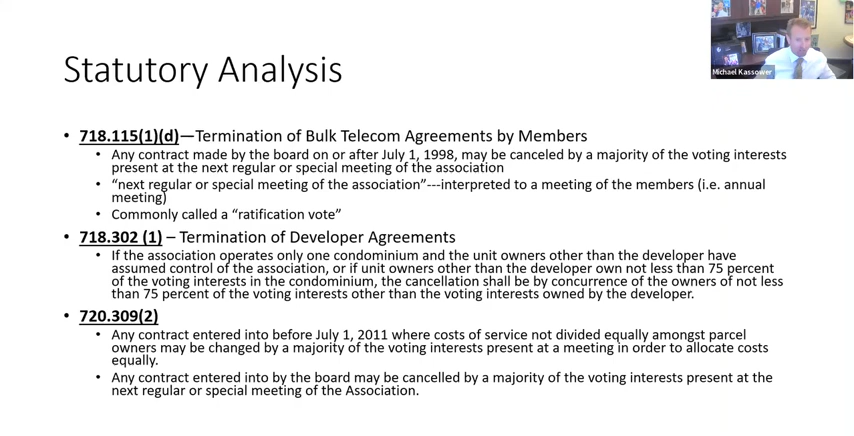 Michael Kassower
Statutory Analysis
• 718.115(1)(d)—Termination of Bulk Telecom Agreements by Members
• Any contract made by the board on or after July 1, 1998, may be canceled by a majority of the voting interests
present at the next regular or special meeting of the association
• “next regular or special meeting of the association”---interpreted to a meeting of the members (i.e. annual
meeting)
• Commonly called a “ratification vote”
• 718.302 (1) – Termination of Developer Agreements
• If the association operates only one condominium and the unit owners other than the developer have
assumed control of the association, or if unit owners other than the developer own not less than 75 percent
of the voting interests in the condominium, the cancellation shall be by concurrence of the owners of not less
than 75 percent of the voting interests other than the voting interests owned by the developer.
• 720.309(2)
• Any contract entered into before July 1, 2011 where costs of service not divided equally amongst parcel
owners may be changed by a majority of the voting interests present at a meeting in order to allocate costs
equally.
• Any contract entered into by the board may be cancelled by a majority of the voting interests present at the
next regular or special meeting of the Association.